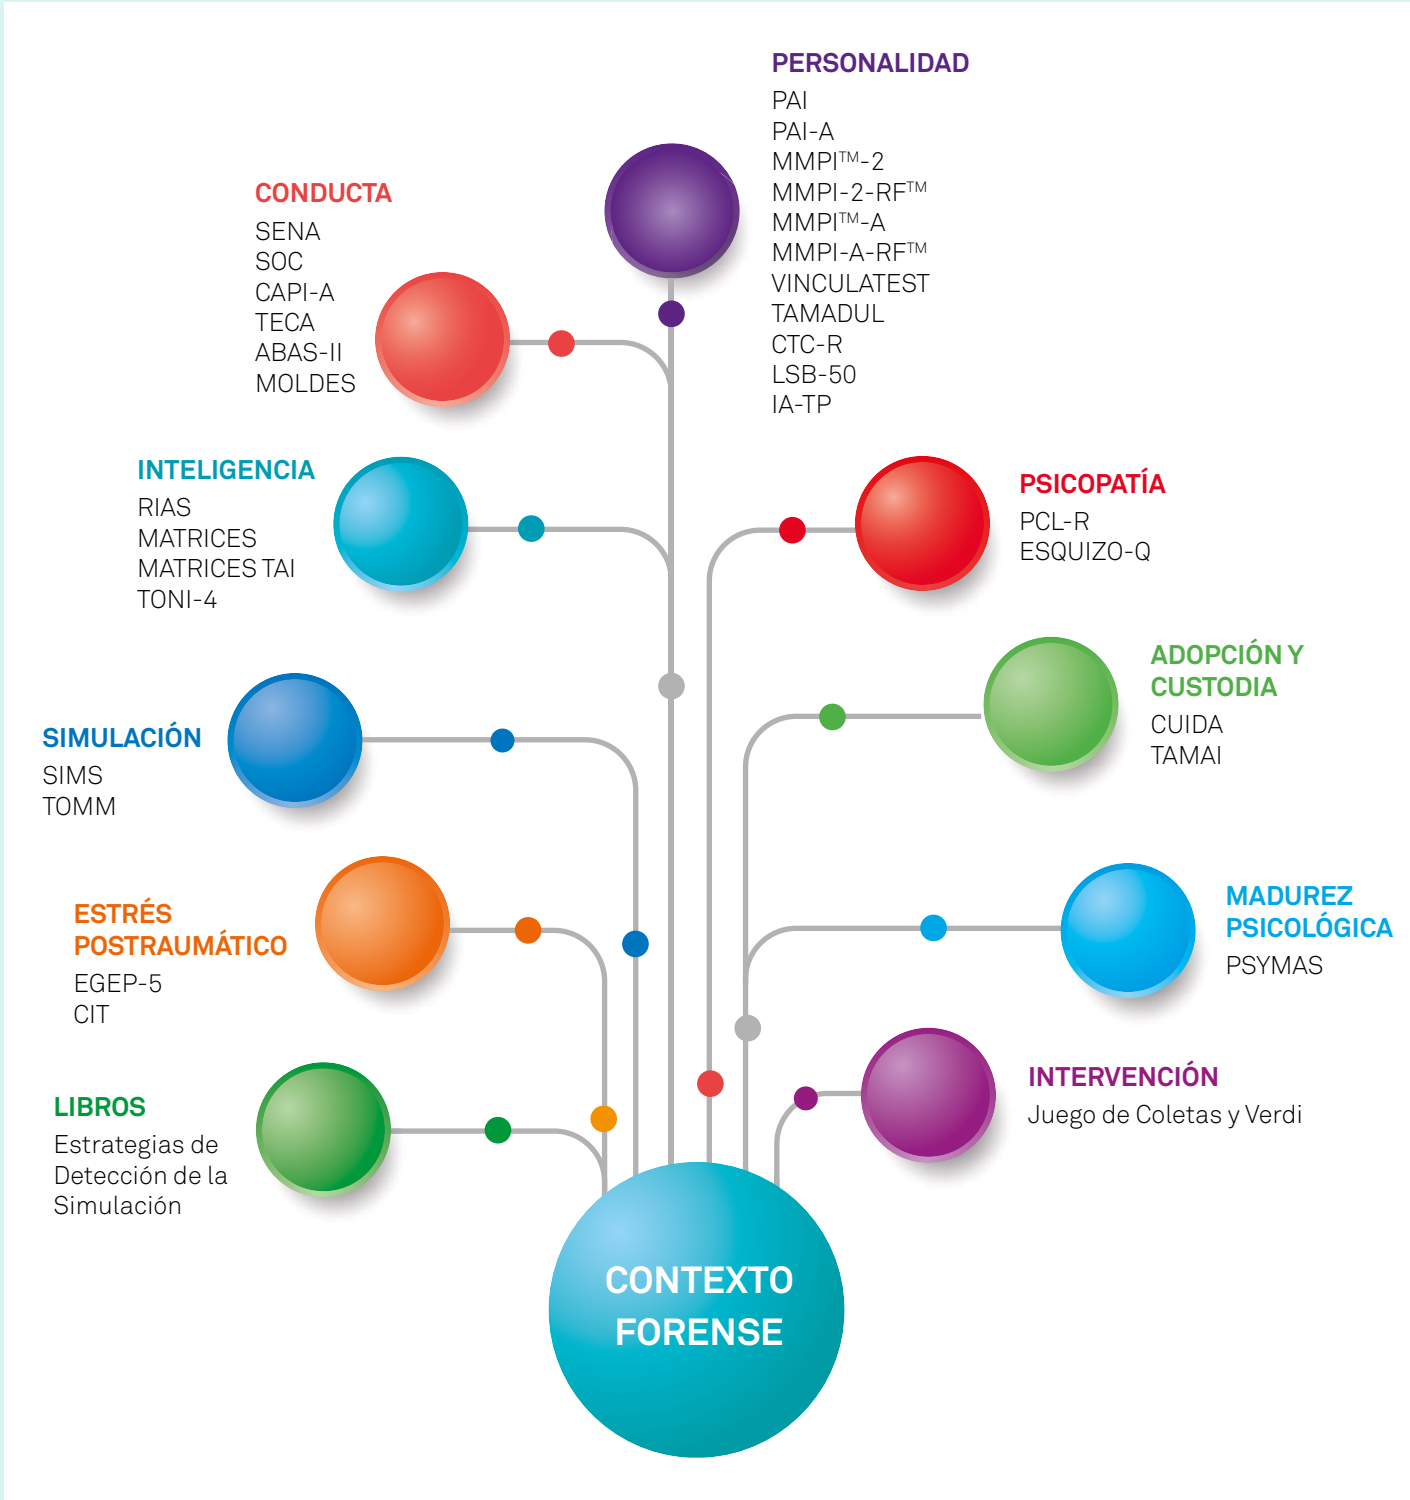 PERSONALIDAD
PAI
PAI-A
MMPI™-2
MMPI-2-RF™
MMPI™-A
MMPI-A-RF™
VINCULATEST
TAMADUL
CTC-R
LSB-50
IA-TP
CONDUCTA
SENA
SOC
CAPI-A
TECA
ABAS-II
MOLDES
INTELIGENCIA
RIAS
MATRICES
MATRICES TAI
TONI-4
PSICOPATÍA
PCL-R
ESQUIZO-Q
ADOPCIÓN Y
CUSTODIA
CUIDA
TAMAI
SIMULACIÓN
SIMS
TOMM
MADUREZ
PSICOLÓGICA
PSYMAS
ESTRÉS
POSTRAUMÁTICO
EGEP-5
CIT
INTERVENCIÓN
Juego de Coletas y Verdi
LIBROS
Estrategias de
Detección de la
Simulación
CONTEXTO
FORENSE